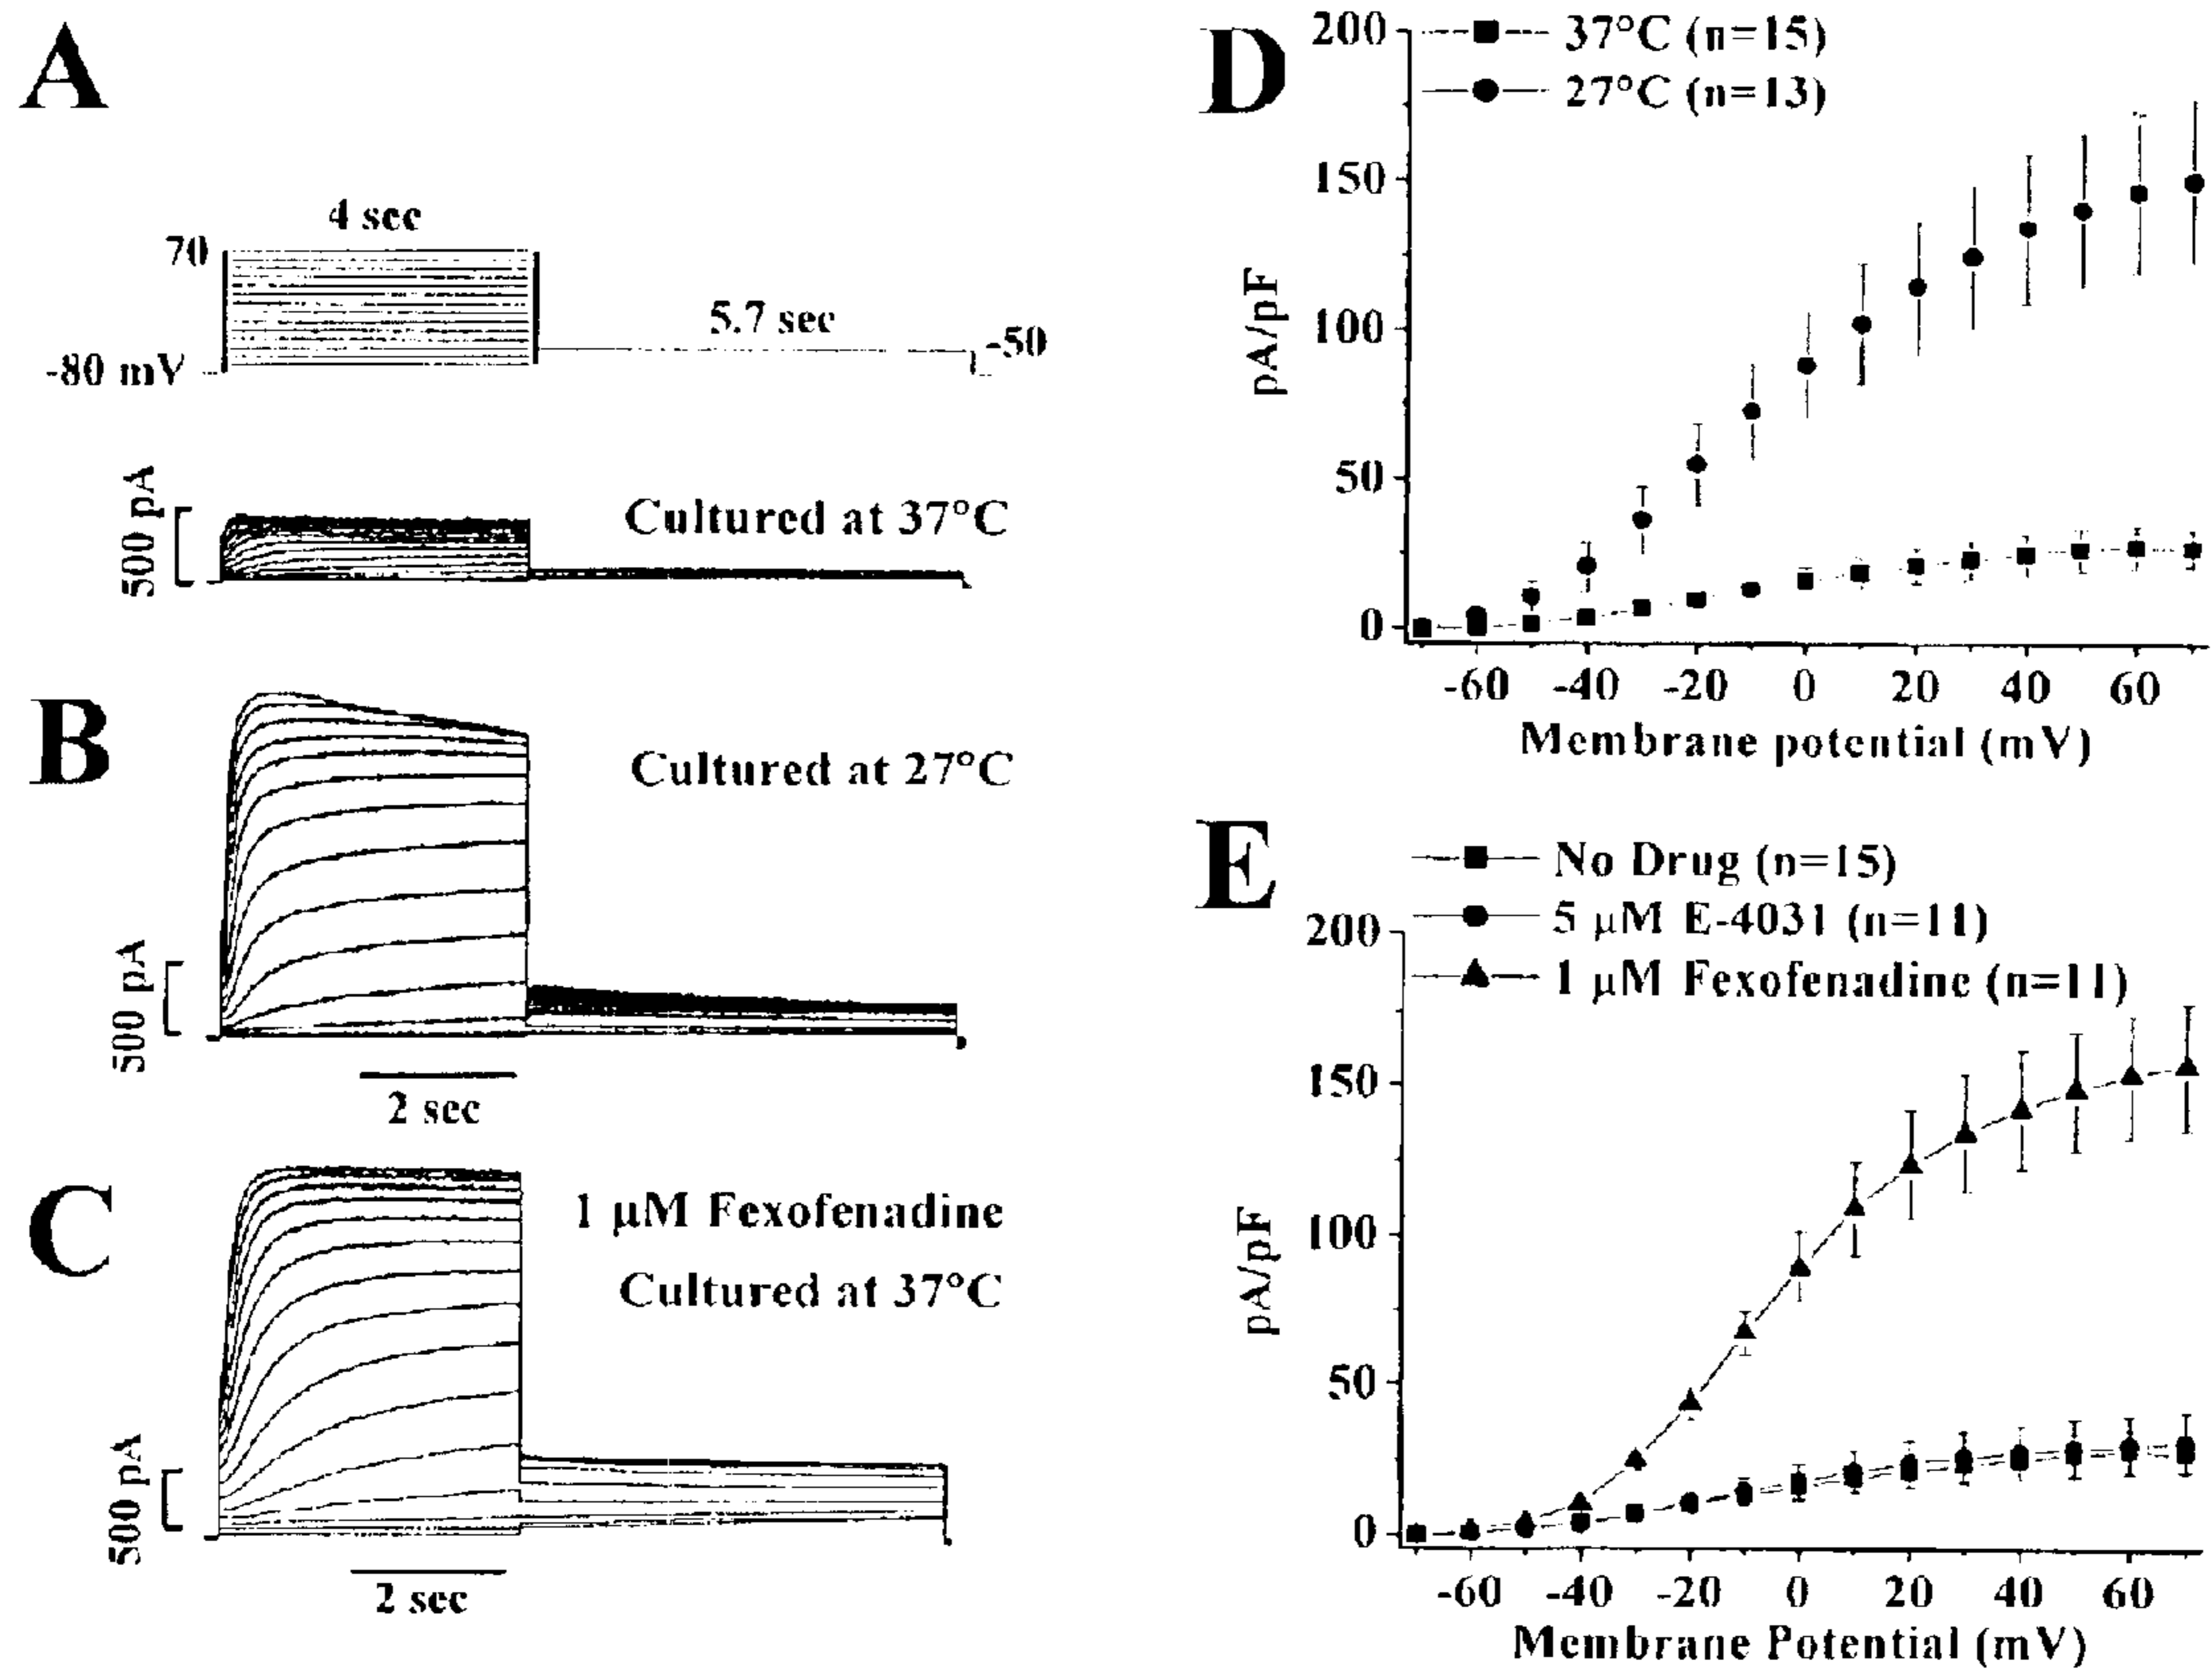 A
4 sec
70
5.7 sec
-50
-80 mV
500 pA
Cultured at 37°C
B
Cultured at 27°C
500 pA
2 sec
C
1 µM Fexofenadine
Cultured at 37°C
500 pA
2 sec
D
37°C (n=15)
27°C (n=13)
200
150
100
50
0
pA/pF
-60 -40 -20 0 20 40 60
Membrane potential (mV)
E
No Drug (n=15)
5 µM E-4031 (n=11)
1 µM Fexofenadine (n=11)
200
150
100
50
0
pA/pF
-60 -40 -20 0 20 40 60
Membrane Potential (mV)